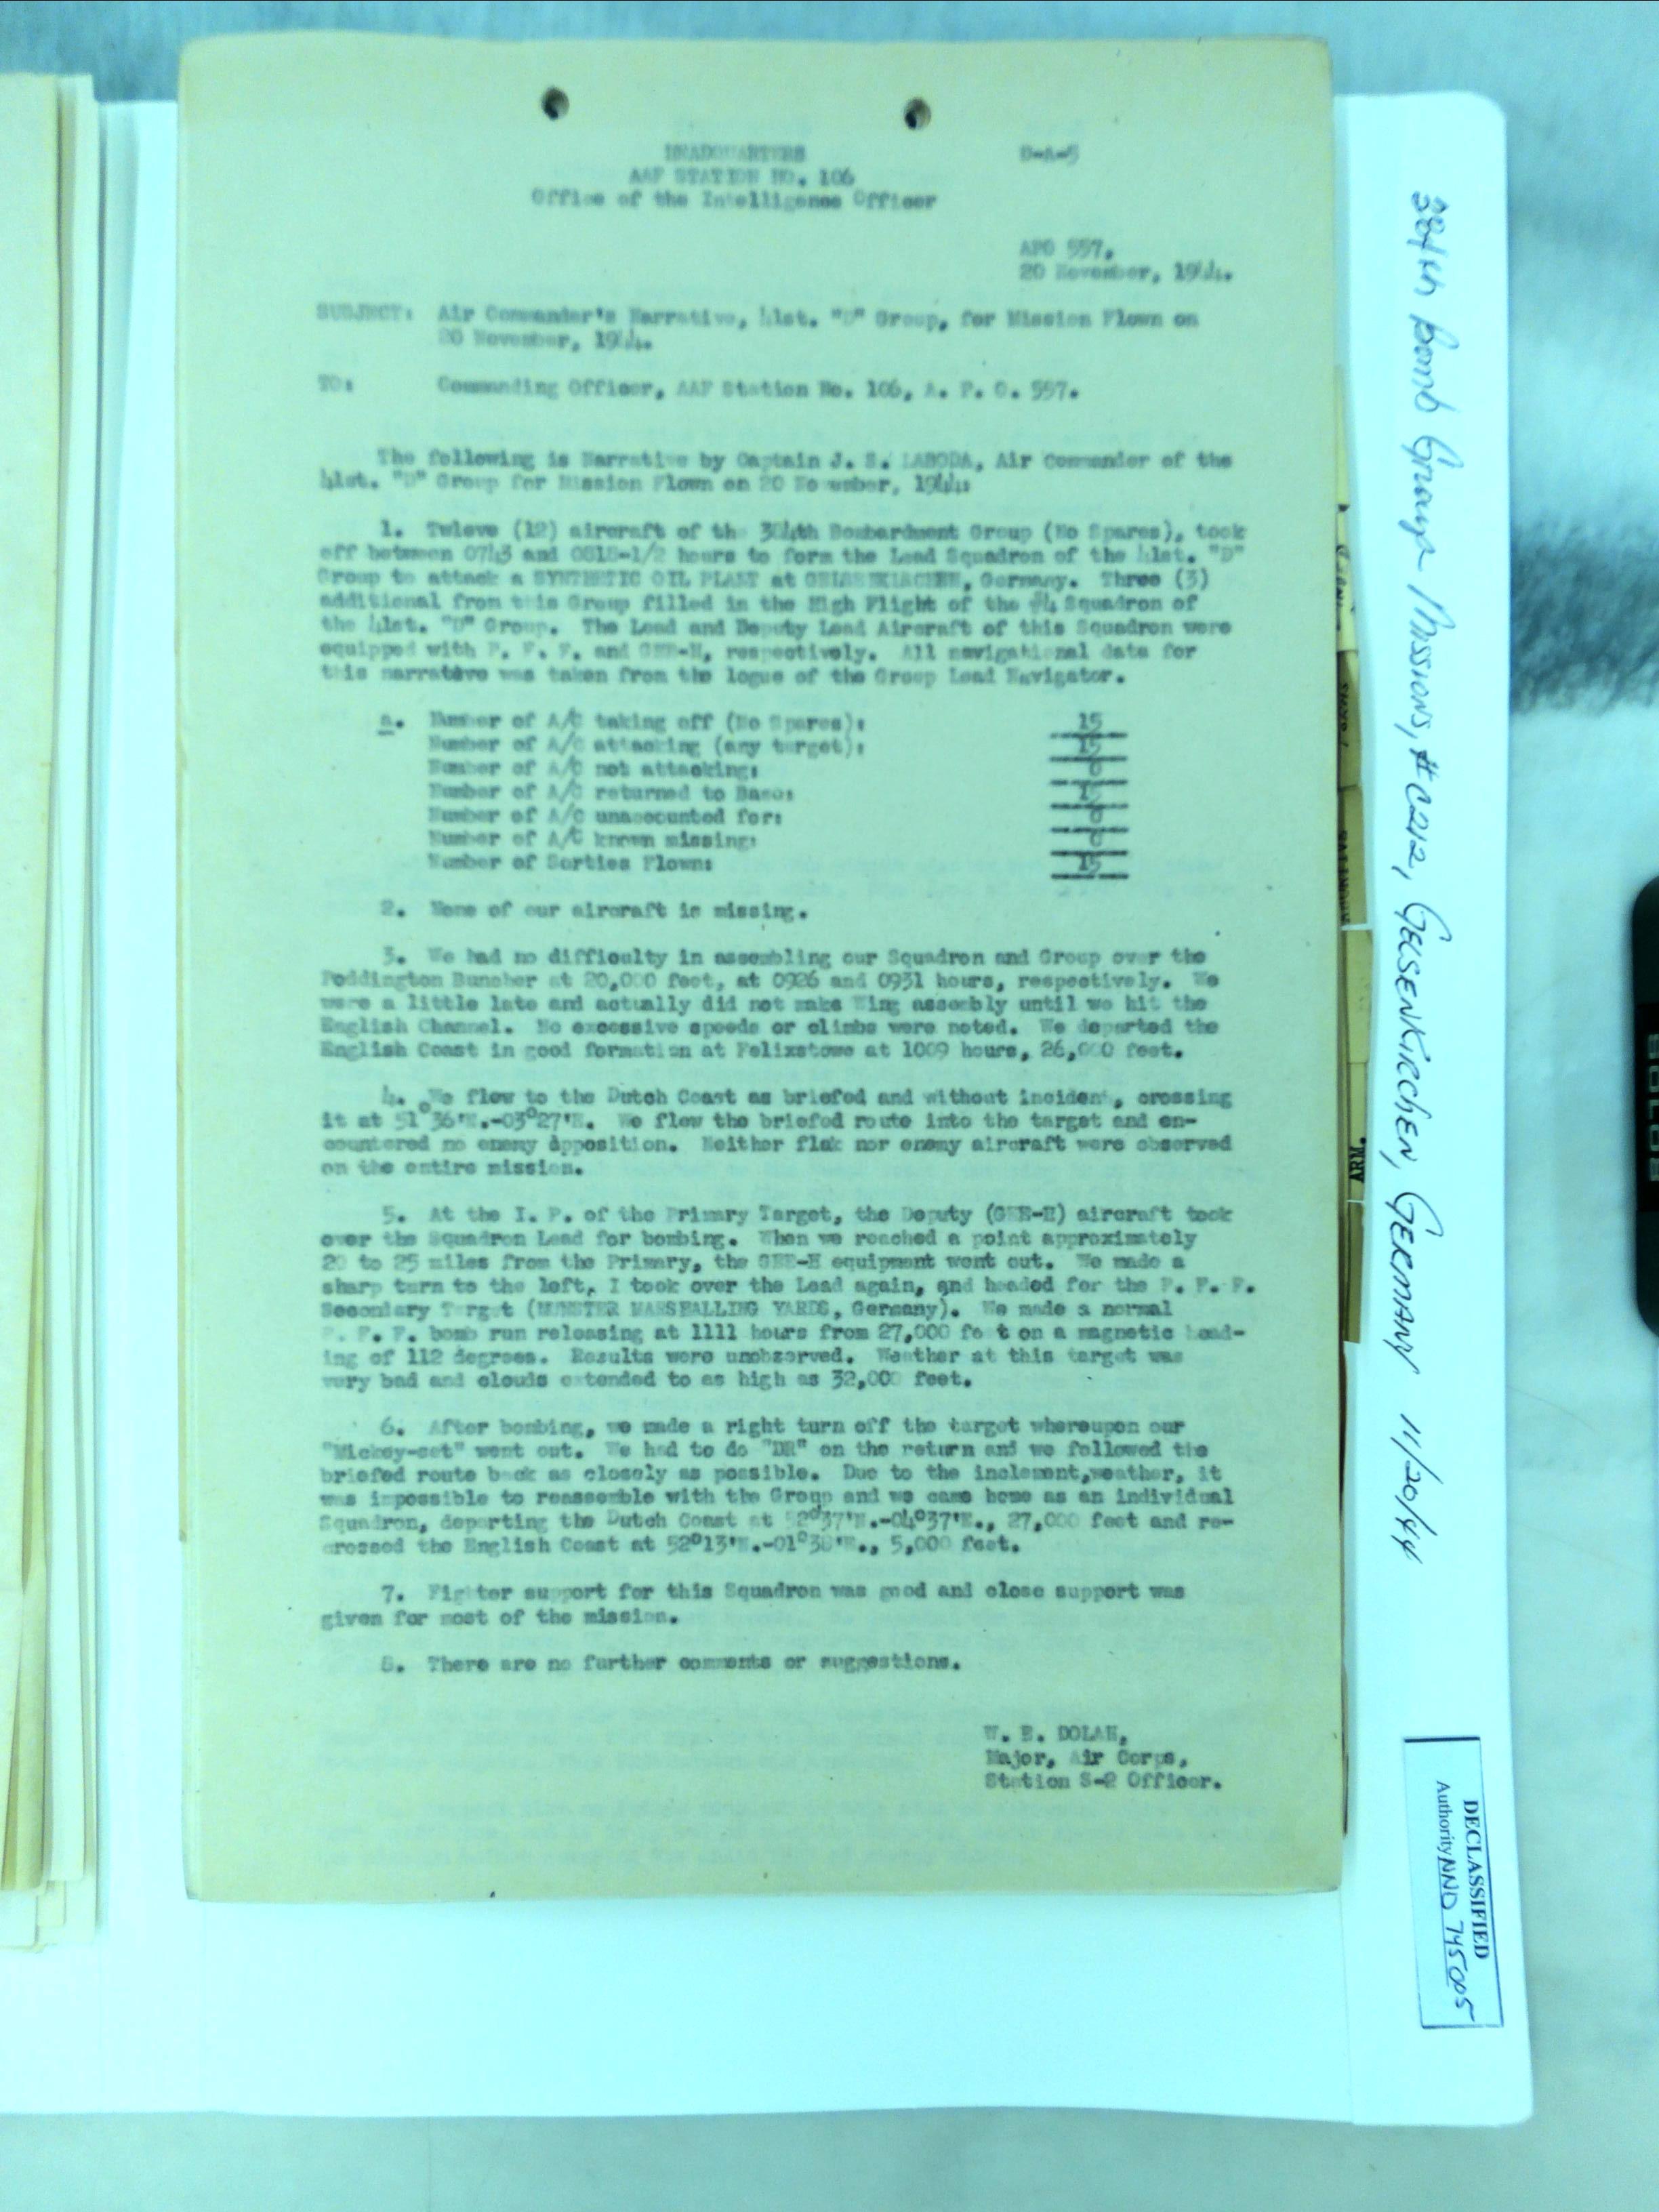 HEADQUARTERS D-A-5
AAF STATION NO. 106
Office of the Intelligence Officer
APO 557,
20 November, 1944.
SUBJECT: Air Commander's Narrative, 41st. "D" Group, for Mission Flown on
20 November, 1944.
TO: Commanding Officer, AAF Station No. 106, A. P. O. 557.
The following is Narrative by Captain J. S. LABODA, Air Commander of the
41st. "D" Group for Mission Flown on 20 November, 1944:
1. Twleve (12) aircraft of the 384th Bombardment Group (No Spares), took
off between 0743 and 0818-1/2 hours to form the Lead Squadron of the 41st. "D"
Group to attack a SYNTHETIC OIL PLANT at GELSENKIRCHEN, Germany. Three (3)
additional from this Group filled in the High Flight of the #4 Squadron of
the 41st. "D" Group. The Lead and Deputy Lead Aircraft of this Squadron were
equipped with P. F. F. and GEE-H, respectively. All navigational data for
this narrative was taken from the logue of the Group Lead Navigator.
a. Number of A/C taking off (No Spares): 15
Number of A/C attacking (any target): 15
Number of A/C not attacking: 0
Number of A/C returned to Base: 15
Number of A/C unaccounted for: 0
Number of A/C known missing: 0
Number of Sorties Flown: 15
2. None of our aircraft is missing.
3. We had no difficulty in assembling our Squadron and Group over the
Poddington Buncher at 20,000 feet, at 0926 and 0931 hours, respectively. We
were a little late and actually did not make Wing assembly until we hit the
English Channel. No excessive speeds or climbs were noted. We departed the
English Coast in good formation at Felixstowe at 1009 hours, 26,000 feet.
4. We flew to the Dutch Coast as briefed and without incident, crossing
it at 51°36'N.-03°27'E. We flew the briefed route into the target and en-
countered no enemy opposition. Neither flak nor enemy aircraft were observed
on the entire mission.
5. At the I. P. of the Primary Target, the Deputy (GEE-H) aircraft took
over the Squadron Lead for bombing. When we reached a point approximately
20 to 25 miles from the Primary, the GEE-H equipment went out. We made a
sharp turn to the left, I took over the Lead again, and headed for the P. F. F.
Secondary Target (MUNSTER MARSHALLING YARDS, Germany). We made a normal
P. F. F. bomb run releasing at 1111 hours from 27,000 feet on a magnetic head-
ing of 112 degrees. Results were unobserved. Weather at this target was
very bad and clouds extended to as high as 32,000 feet.
6. After bombing, we made a right turn off the target whereupon our
"Mickey-set" went out. We had to do "DR" on the return and we followed the
briefed route back as closely as possible. Due to the inclement,weather, it
was impossible to reassemble with the Group and we came home as an individual
Squadron, departing the Dutch Coast at 52°37'N.-04°37'E., 27,000 feet and re-
crossed the English Coast at 52°13'N.-01°38'E., 5,000 feet.
7. Fighter support for this Squadron was good and close support was
given for most of the mission.
8. There are no further comments or suggestions.
W. E. DOLAN,
Major, Air Corps,
Station S-2 Officer.
ARM.
384th Bomb Group Missions, #C212, GELSENKIRCHEN, GERMANY 11/20/44
DECLASSIFIED
Authority NND 745005